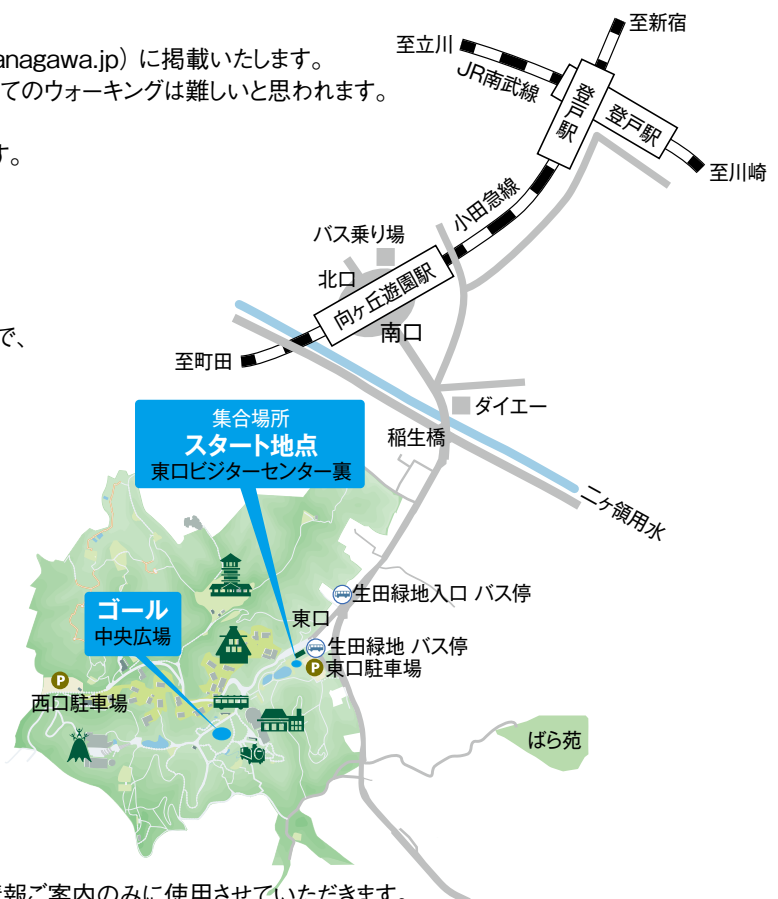 anagawa.jp）に掲載いたします。
てのウォーキングは難しいと思われます。
す。
で、
至新宿
至立川
JR南武線
登戸駅
登戸駅
至川崎
小田急線
バス乗り場
北口
向ヶ丘遊園駅
南口
至町田
ダイエー
稲生橋
二ヶ領用水
集合場所
スタート地点
東口ビジターセンター裏
生田緑地入口 バス停
東口
生田緑地 バス停
P
東口駐車場
ゴール
中央広場
P
西口駐車場
ばら苑
報ご案内のみに使用させていただきます。